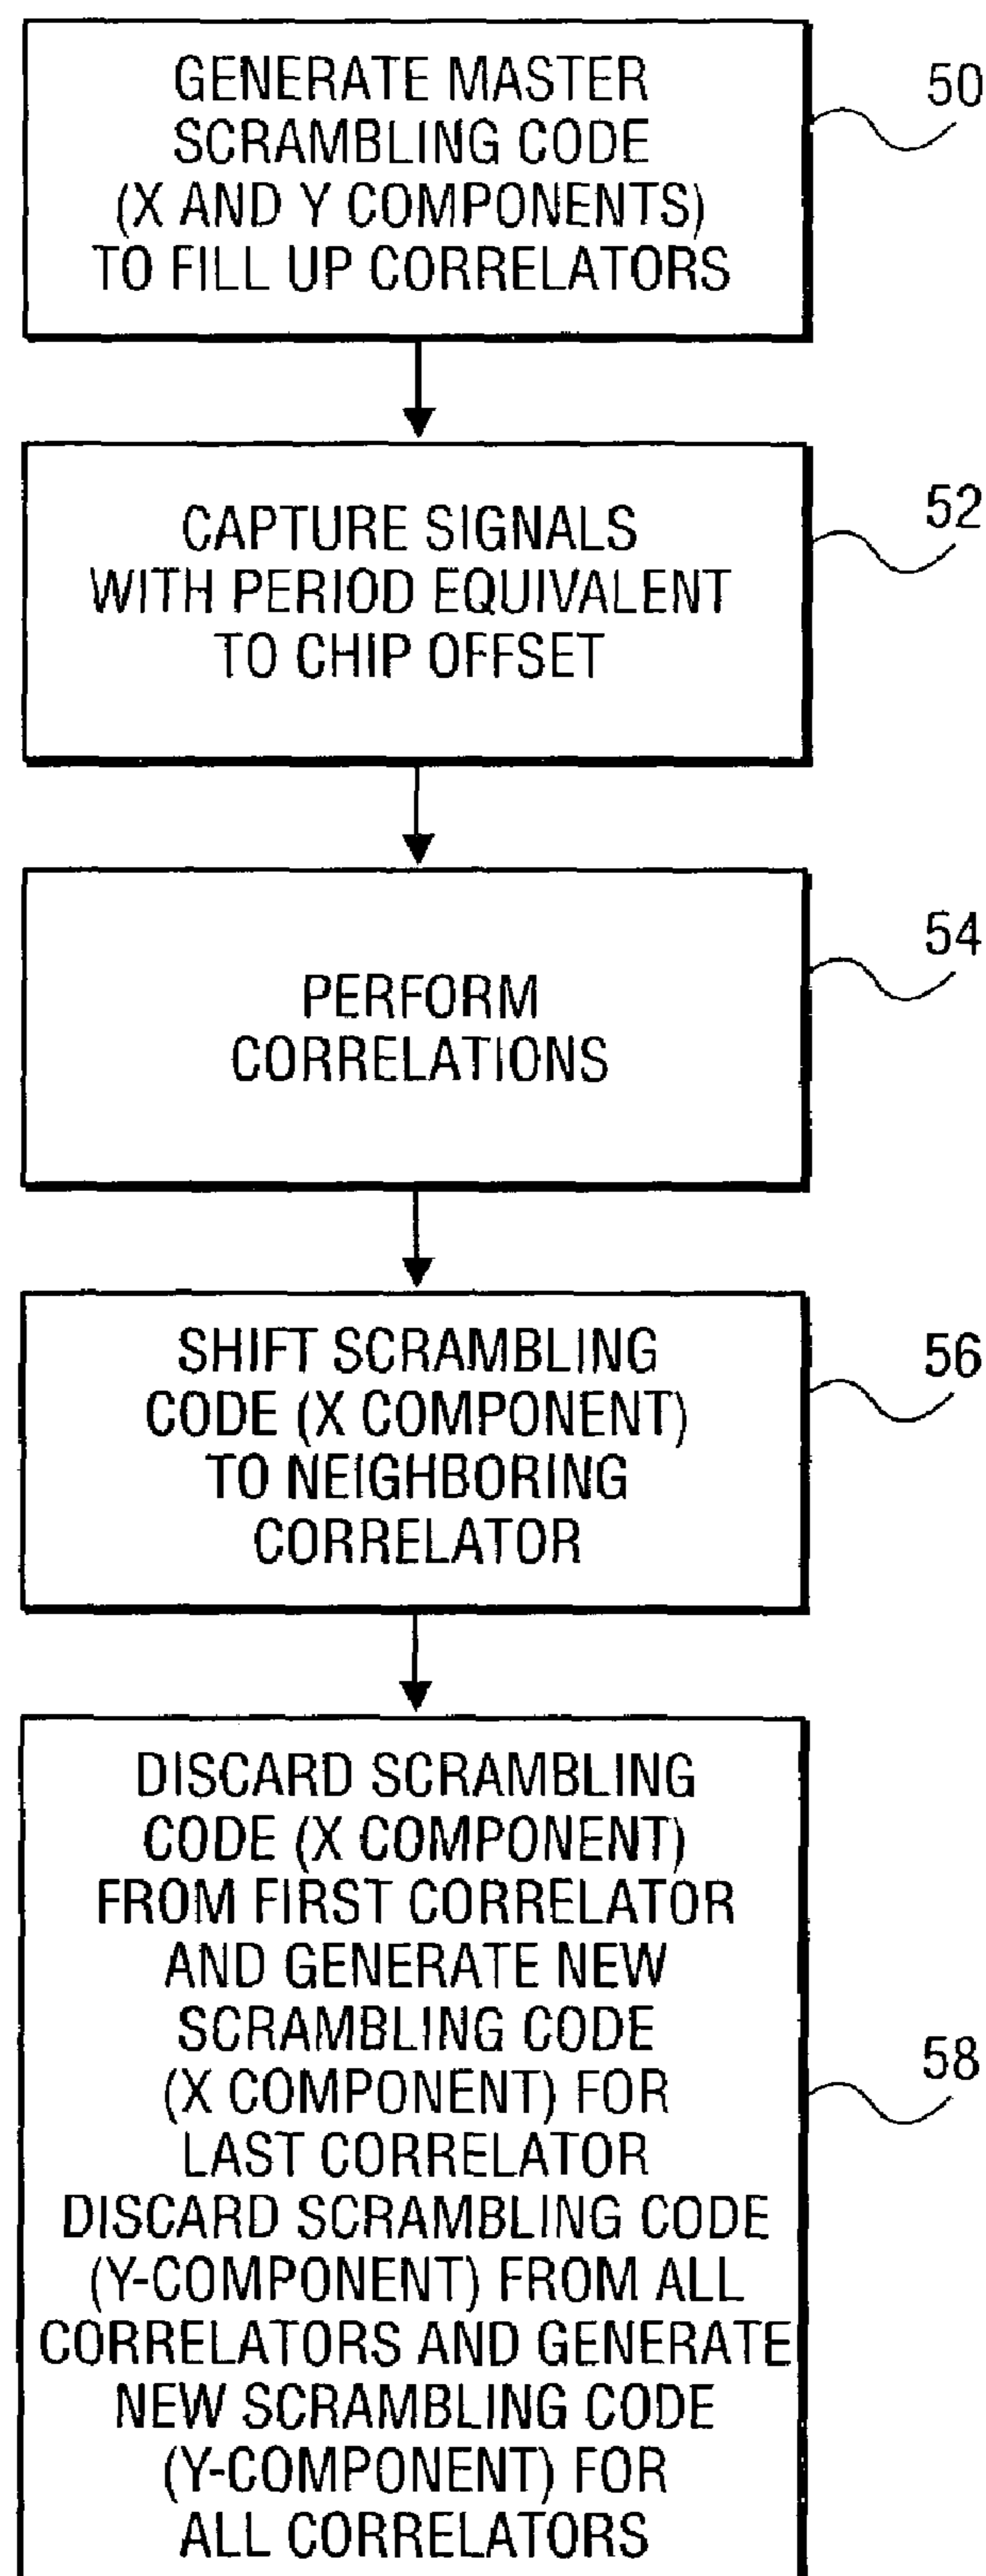 GENERATE MASTER
SCRAMBLING CODE
(X AND Y COMPONENTS)
TO FILL UP CORRELATORS
50
CAPTURE SIGNALS
WITH PERIOD EQUIVALENT
TO CHIP OFFSET
52
PERFORM
CORRELATIONS
54
SHIFT SCRAMBLING
CODE (X COMPONENT)
TO NEIGHBORING
CORRELATOR
56
DISCARD SCRAMBLING
CODE (X COMPONENT)
FROM FIRST CORRELATOR
AND GENERATE NEW
SCRAMBLING CODE
(X COMPONENT) FOR
LAST CORRELATOR
DISCARD SCRAMBLING CODE
(Y-COMPONENT) FROM ALL
CORRELATORS AND GENERATE
NEW SCRAMBLING CODE
(Y-COMPONENT) FOR
ALL CORRELATORS
58